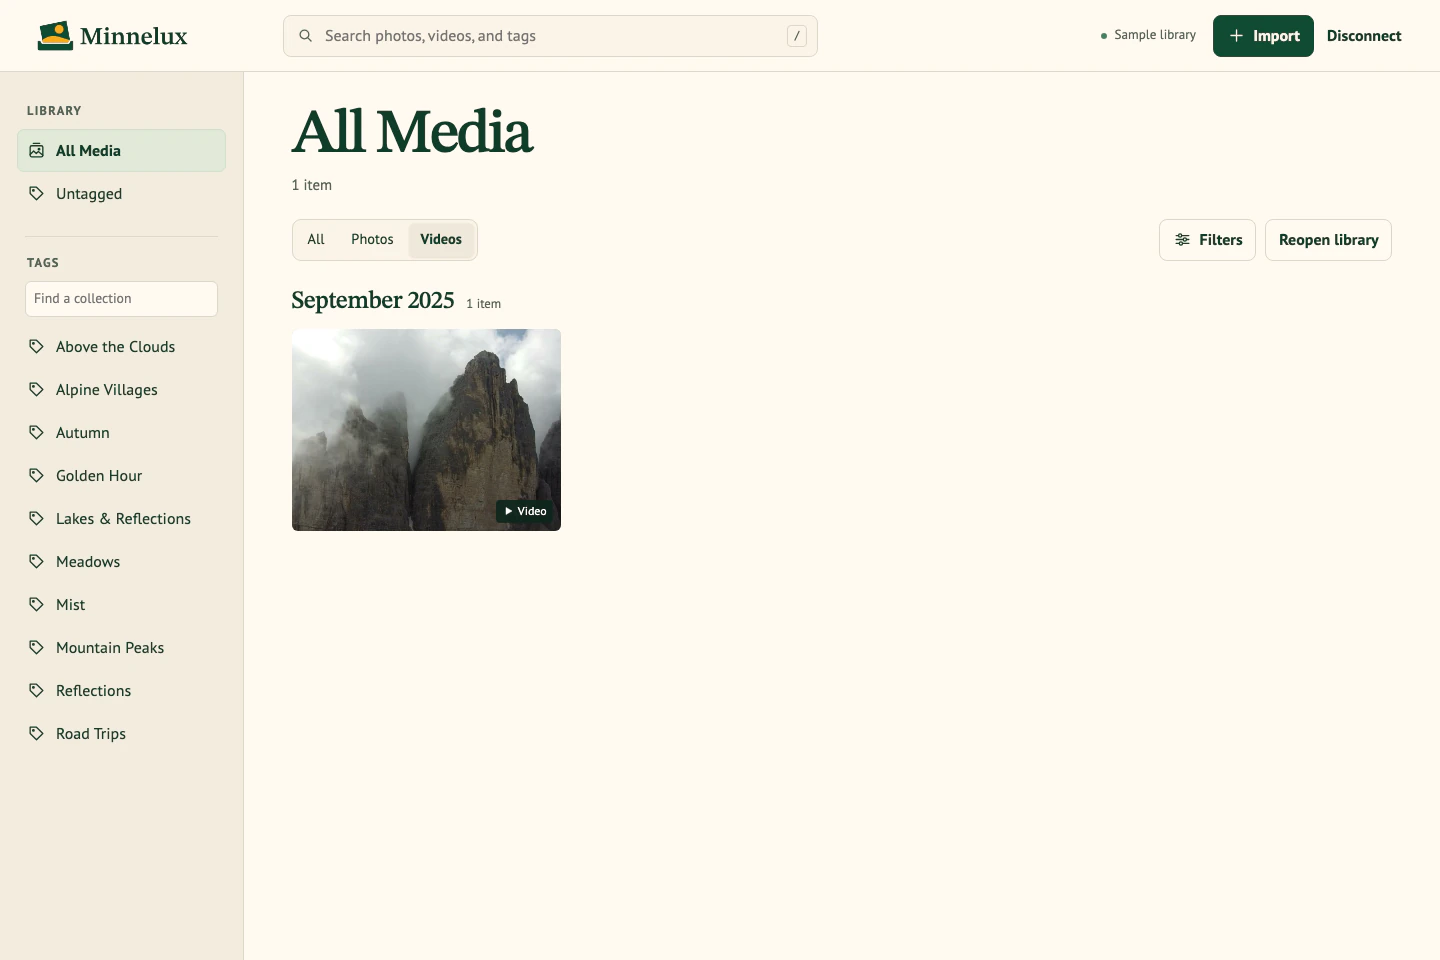 Minnelux
Search photos, videos, and tags
/
Sample library
Import
Disconnect
LIBRARY
All Media
Untagged
TAGS
Find a collection
Above the Clouds
Alpine Villages
Autumn
Golden Hour
Lakes & Reflections
Meadows
Mist
Mountain Peaks
Reflections
Road Trips
All Media
1 item
All
Photos
Videos
Filters
Reopen library
September 2025 1 item
Video